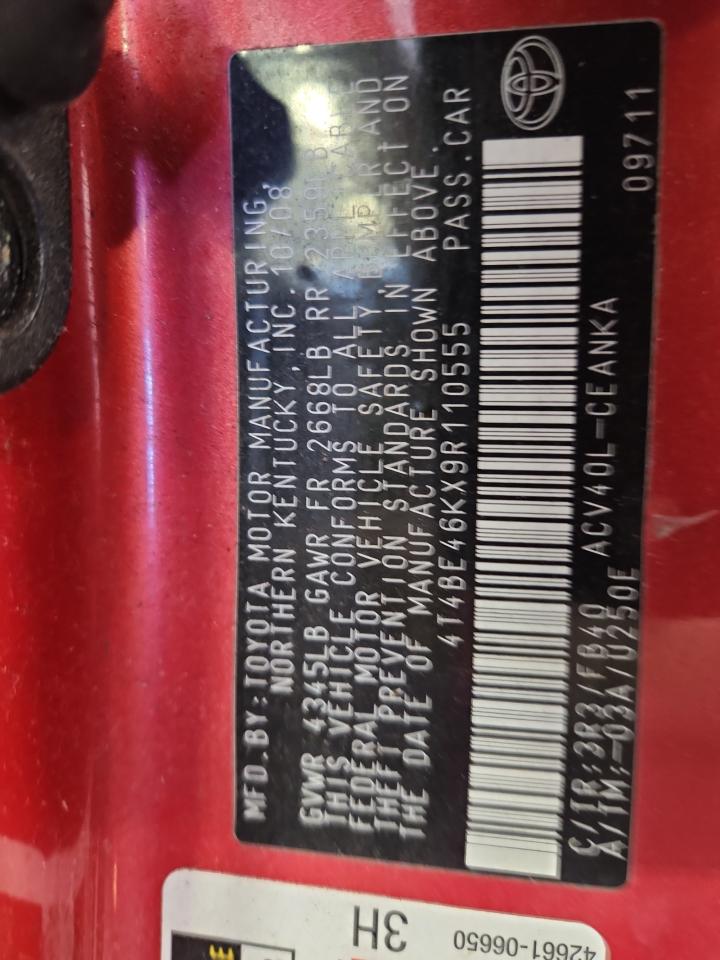 MFD.BY:TOYOTA MOTOR MANUFACTURING,
NORTHERN KENTUCKY,INC. 10/08
GVWR 4345LB GAWR FR 2668LB RR 2359LB
THIS VEHICLE CONFORMS TO ALL
FEDERAL MOTOR VEHICLE SAFETY, BUMPER AND
THEFT PREVENTION STANDARDS IN EFFECT ON
THE DATE OF MANUFACTURE SHOWN ABOVE.
4T4BE46KX9R110555 PASS.CAR
C/TR:3R3/FB40 ACV40L-CEANKA
A/TM:-03A/U250E 09711
3H
42661-06650